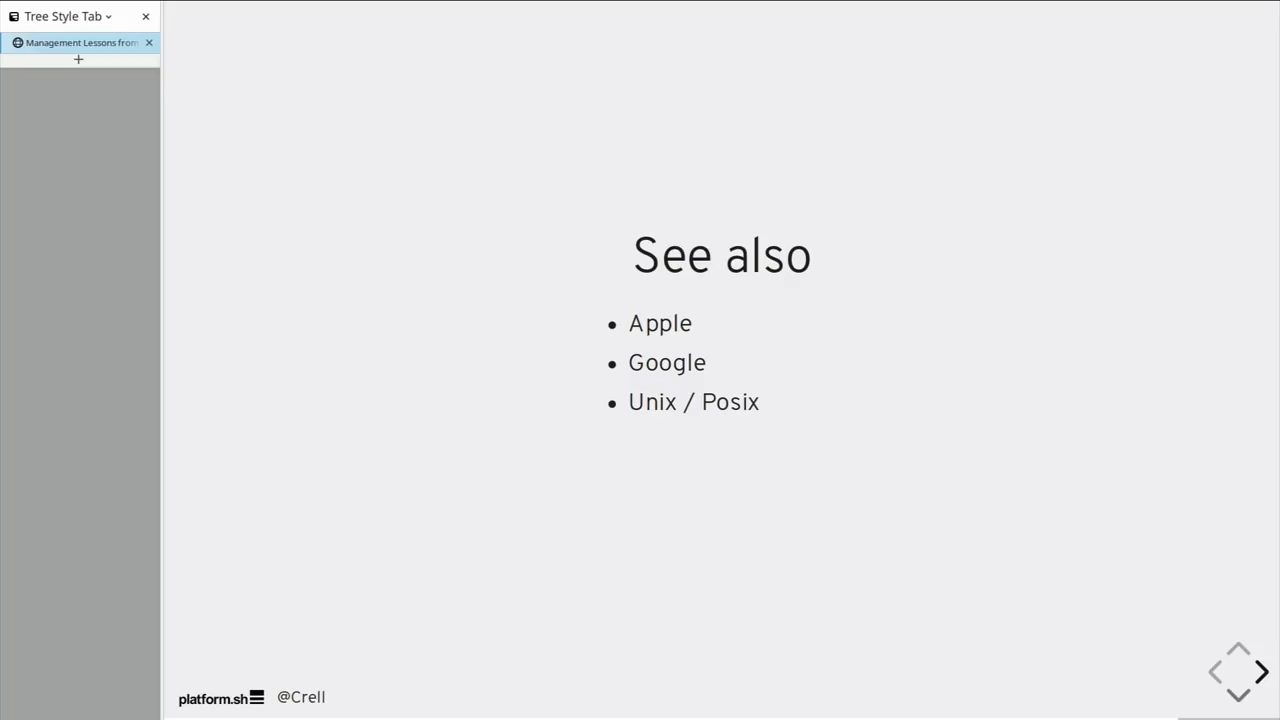 Tree Style Tab
Management Lessons from
See also
Apple
Google
Unix / Posix
platform.sh @Crell